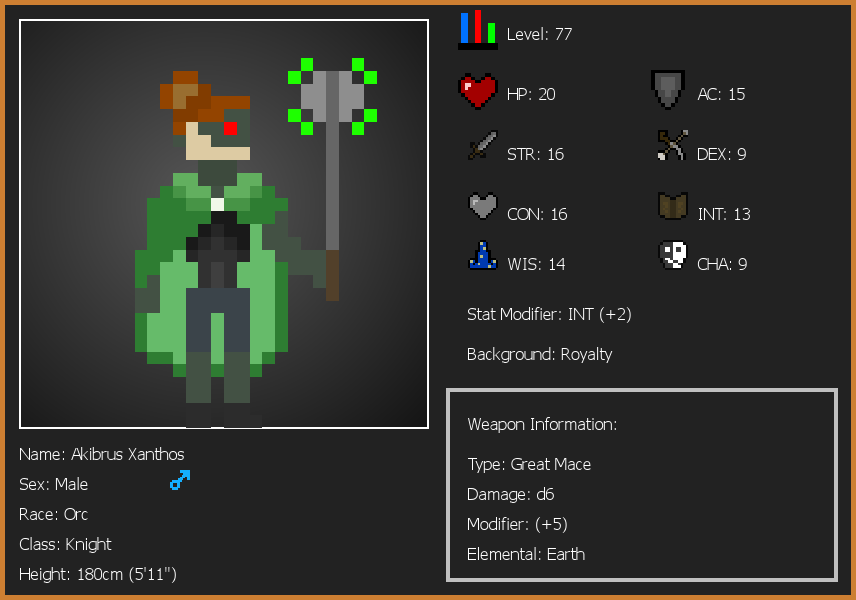 Level: 77
HP: 20
AC: 15
STR: 16
DEX: 9
CON: 16
INT: 13
WIS: 14
CHA: 9
Stat Modifier: INT (+2)
Background: Royalty
Weapon Information:
Type: Great Mace
Damage: d6
Modifier: (+5)
Elemental: Earth
Name: Akibrus Xanthos
Sex: Male
Race: Orc
Class: Knight
Height: 180cm (5'11")